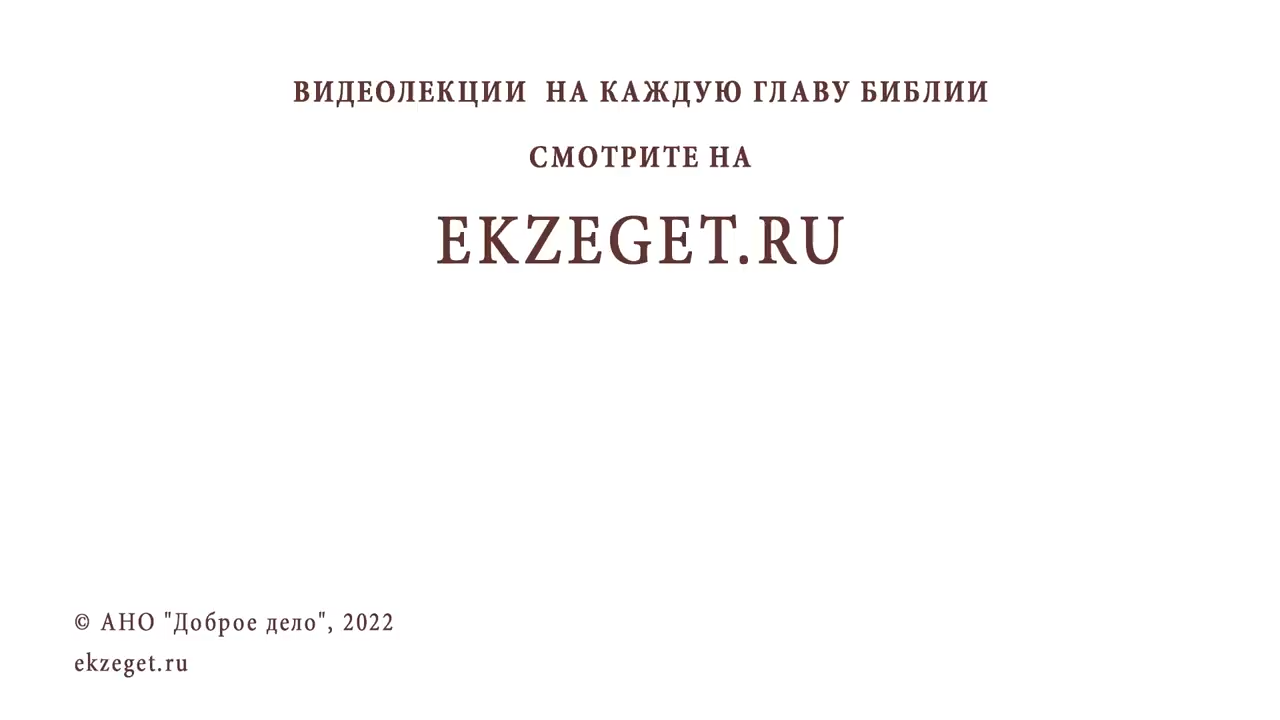 ВИДЕОЛЕКЦИИ НА КАЖДУЮ ГЛАВУ БИБЛИИ
СМОТРИТЕ НА
EKZEGET.RU
© АНО "Доброе дело", 2022
ekzeget.ru